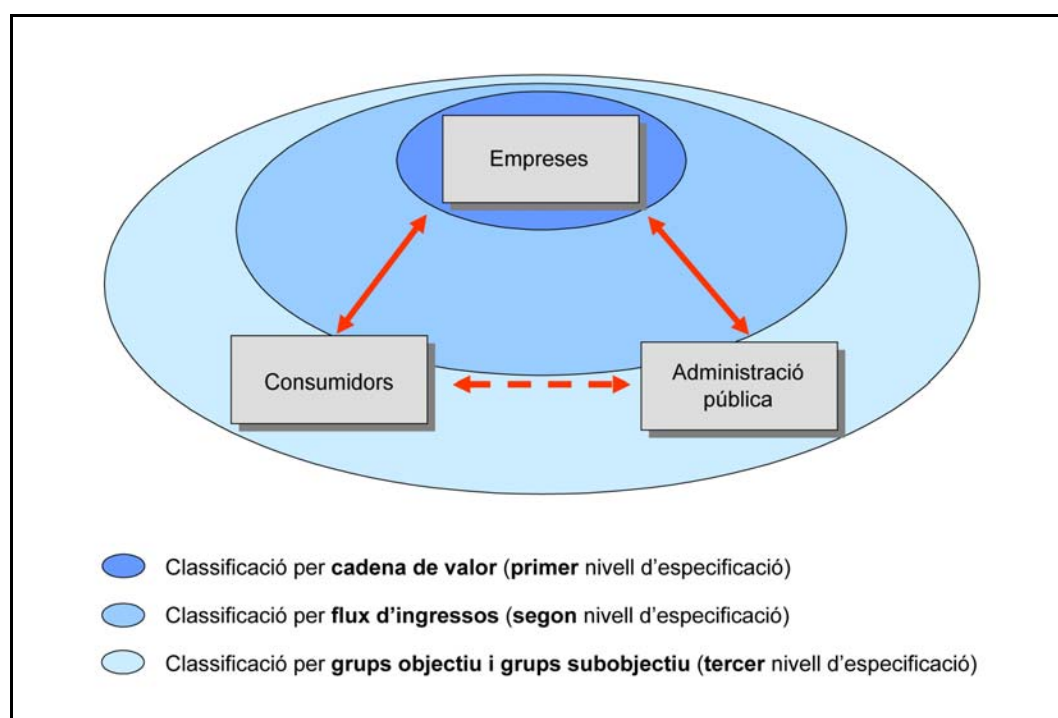 Empreses
Consumidors
Administració
pública
Classificació per cadena de valor (primer nivell d'especificació)
Classificació per flux d'ingressos (segon nivell d'especificació)
Classificació per grups objectiu i grups subobjectiu (tercer nivell d'especificació)